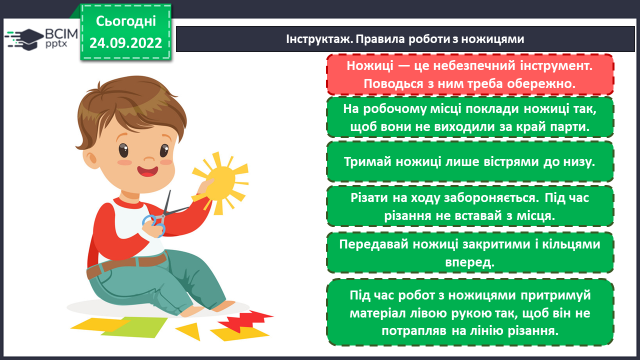 Сьогодні
24.09.2022
ВСІМ
pptx
Інструктаж. Правила роботи з ножицями
Ножиці — це небезпечний інструмент.
Поводься з ним треба обережно.
На робочому місці поклади ножиці так,
щоб вони не виходили за край парти.
Тримай ножиці лише вістрями до низу.
Різати на ходу забороняється. Під час
різання не вставай з місця.
Передавай ножиці закритими і кільцями
вперед.
Під час робот з ножицями притримуй
матеріал лівою рукою так, щоб він не
потрапляв на лінію різання.